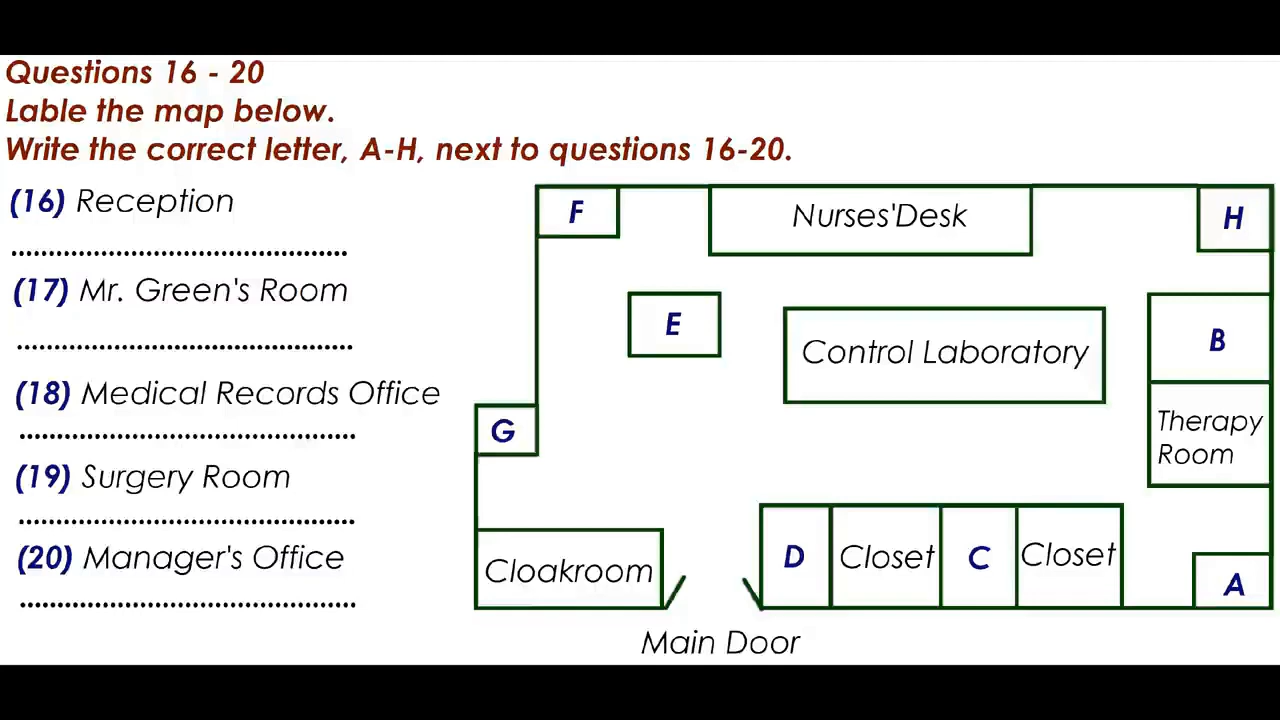 Questions 16 - 20
Lable the map below.
Write the correct letter, A-H, next to questions 16-20.
(16) Reception
.............................................
(17) Mr. Green's Room
.............................................
(18) Medical Records Office
.............................................
(19) Surgery Room
.............................................
(20) Manager's Office
.............................................
F
Nurses'Desk
H
E
Control Laboratory
B
G
Therapy
Room
Cloakroom
D
Closet
C
Closet
A
Main Door